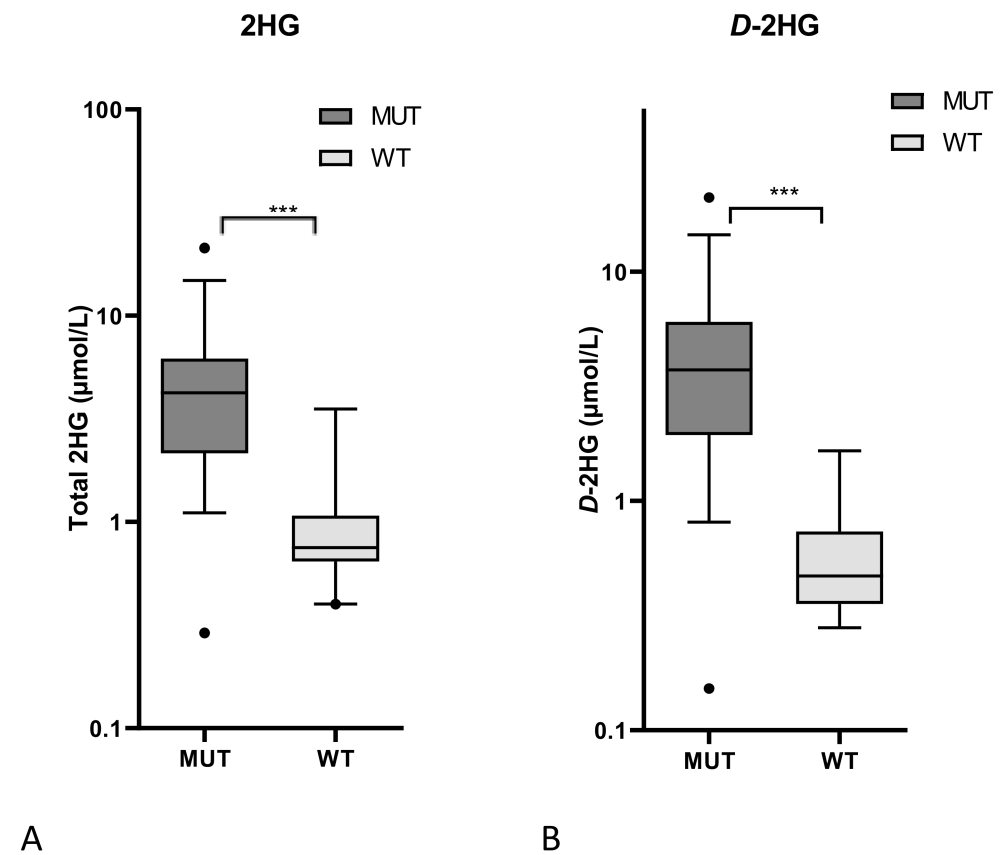 2HG
MUT
WT
***
100
10
1
0.1
Total 2HG (µmol/L)
MUT
WT
A
D-2HG
MUT
WT
***
10
1
0.1
D-2HG (µmol/L)
MUT
WT
B